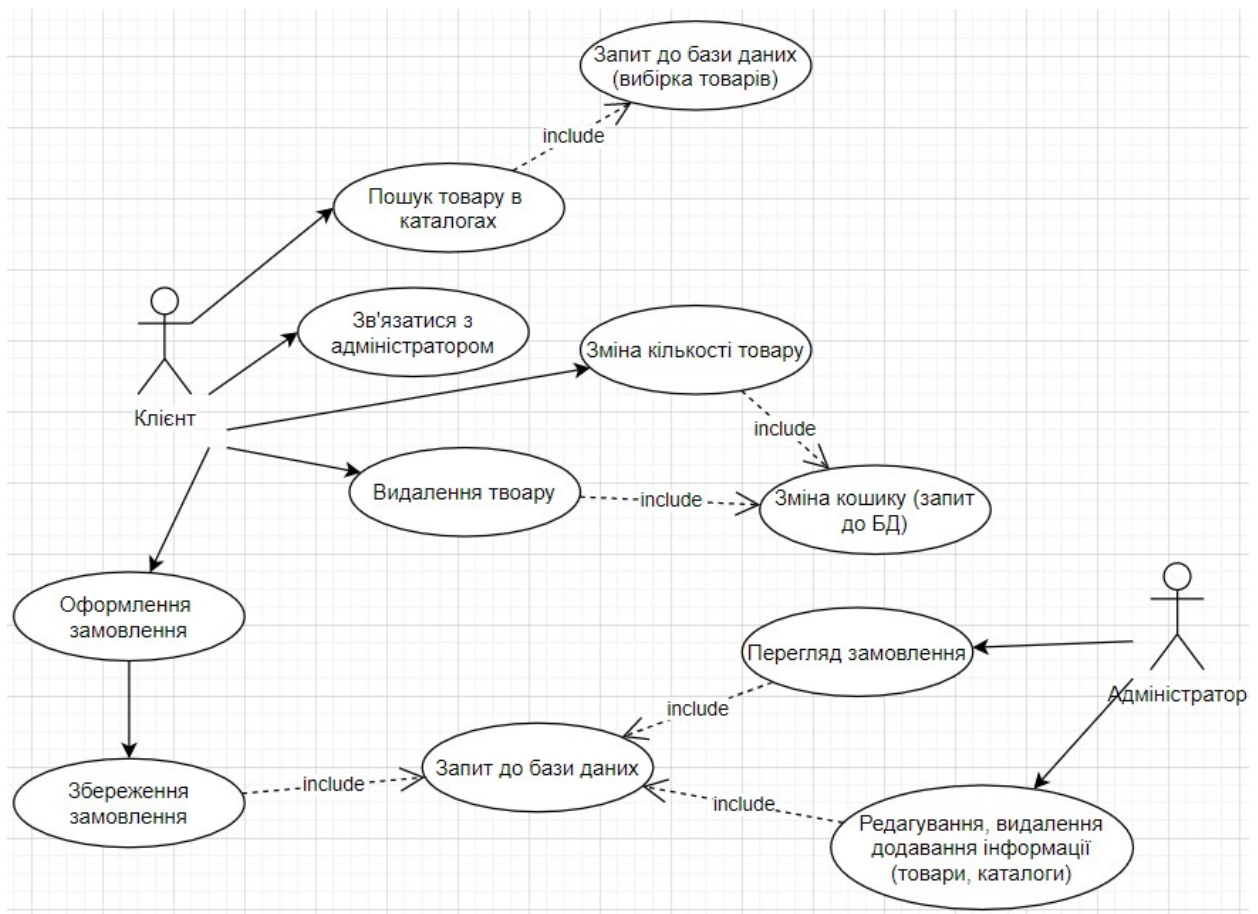 Запит до бази даних
(вибірка товарів)
include
Пошук товару в
каталогах
Зв'язатися з
адміністратором
Зміна кількості товару
Клієнт
include
Видалення твоару
include
Зміна кошику (запит
до БД)
Оформлення
замовлення
Перегляд замовлення
Адміністратор
include
Запит до бази даних
include
Збереження
замовлення
include
Редагування, видалення
додавання інформації
(товари, каталоги)